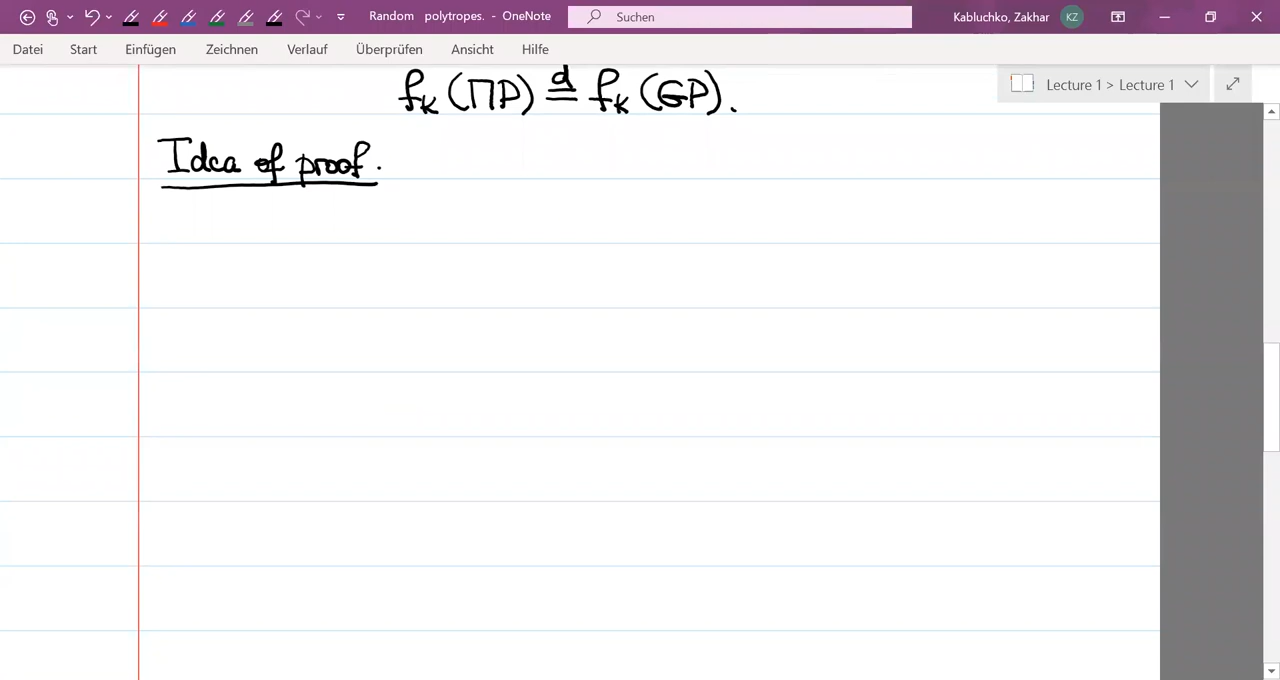 Random polytropes. - OneNote
Suchen
Kabluchko, Zakhar
KZ
Datei Start Einfügen Zeichnen Verlauf Überprüfen Ansicht Hilfe
Lecture 1 > Lecture 1
f_k (ΠP) =^d f_k (GP).
Idea of proof.